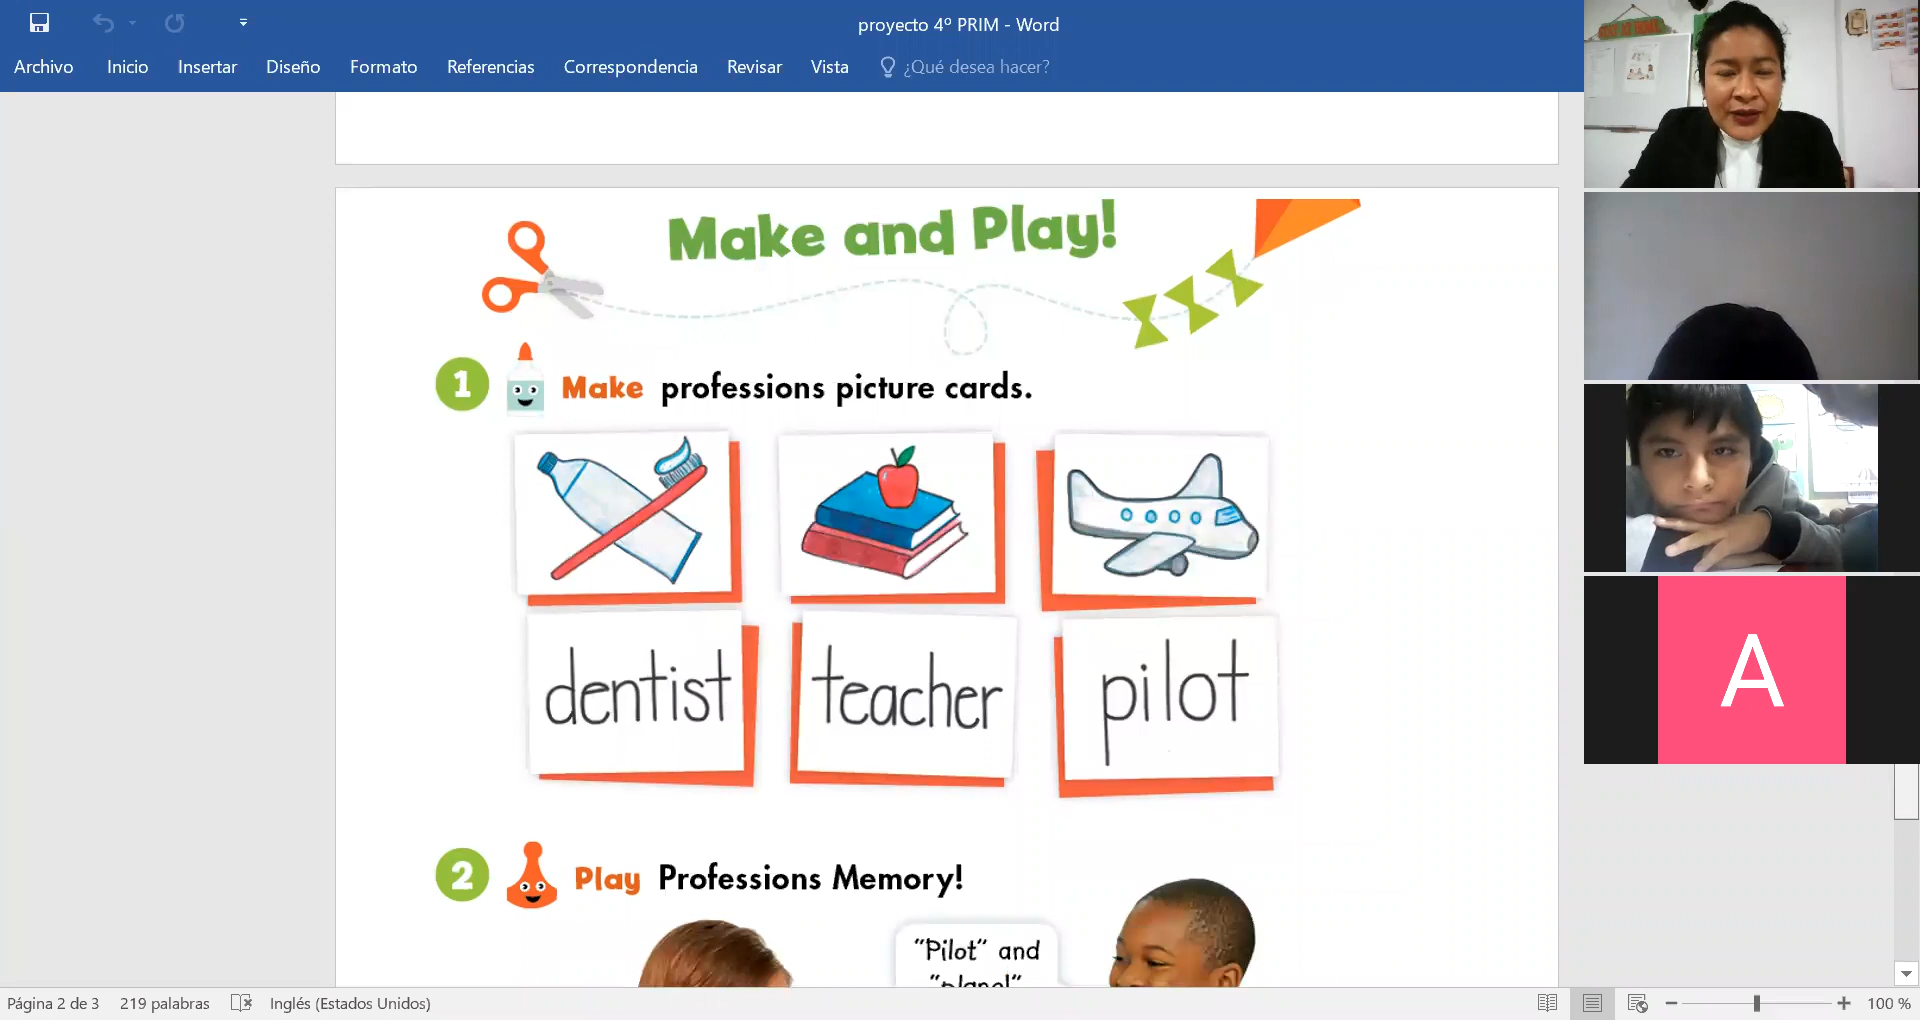 proyecto 4º PRIM - Word
Archivo Inicio Insertar Diseño Formato Referencias Correspondencia Revisar Vista ¿Qué desea hacer?
Make and Play!
1 Make professions picture cards.
dentist teacher pilot
2 Play Professions Memory!
"Pilot" and
"plane!"
A
Página 2 de 3 219 palabras Inglés (Estados Unidos) 100 %